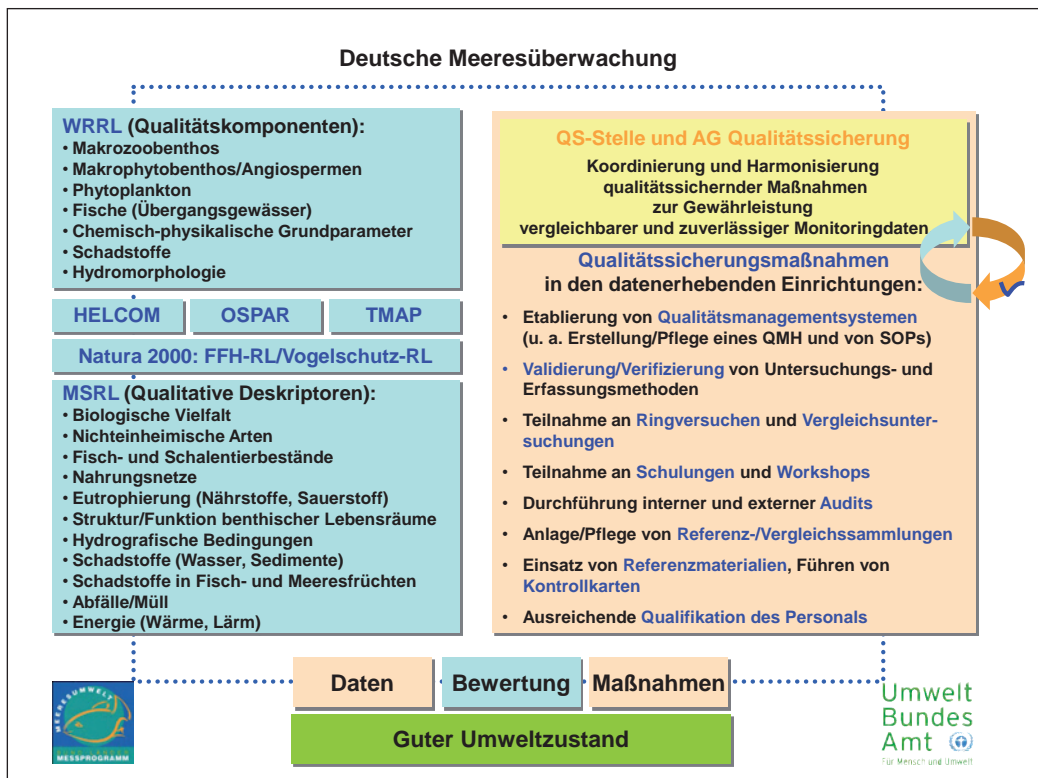 Deutsche Meeresüberwachung
WRRL (Qualitätskomponenten):
• Makrozoobenthos
• Makrophytobenthos/Angiospermen
• Phytoplankton
• Fische (Übergangsgewässer)
• Chemisch-physikalische Grundparameter
• Schadstoffe
• Hydromorphologie
HELCOM
OSPAR
TMAP
Natura 2000: FFH-RL/Vogelschutz-RL
MSRL (Qualitative Deskriptoren):
• Biologische Vielfalt
• Nichteinheimische Arten
• Fisch- und Schalentierbestände
• Nahrungsnetze
• Eutrophierung (Nährstoffe, Sauerstoff)
• Struktur/Funktion benthischer Lebensräume
• Hydrografische Bedingungen
• Schadstoffe (Wasser, Sedimente)
• Schadstoffe in Fisch- und Meeresfrüchten
• Abfälle/Müll
• Energie (Wärme, Lärm)
QS-Stelle und AG Qualitätssicherung
Koordinierung und Harmonisierung
qualitätssichernder Maßnahmen
zur Gewährleistung
vergleichbarer und zuverlässiger Monitoringdaten
Qualitätssicherungsmaßnahmen
in den datenerhebenden Einrichtungen:
• Etablierung von Qualitätsmanagementsystemen
(u. a. Erstellung/Pflege eines QMH und von SOPs)
• Validierung/Verifizierung von Untersuchungs- und
Erfassungsmethoden
• Teilnahme an Ringversuchen und Vergleichsunter-
suchungen
• Teilnahme an Schulungen und Workshops
• Durchführung interner und externer Audits
• Anlage/Pflege von Referenz-/Vergleichssammlungen
• Einsatz von Referenzmaterialien, Führen von
Kontrollkarten
• Ausreichende Qualifikation des Personals
Daten
Bewertung
Maßnahmen
Guter Umweltzustand
MEERESUMWELT
MESSPROGRAMM
Umwelt
Bundes
Amt
Für Mensch und Umwelt